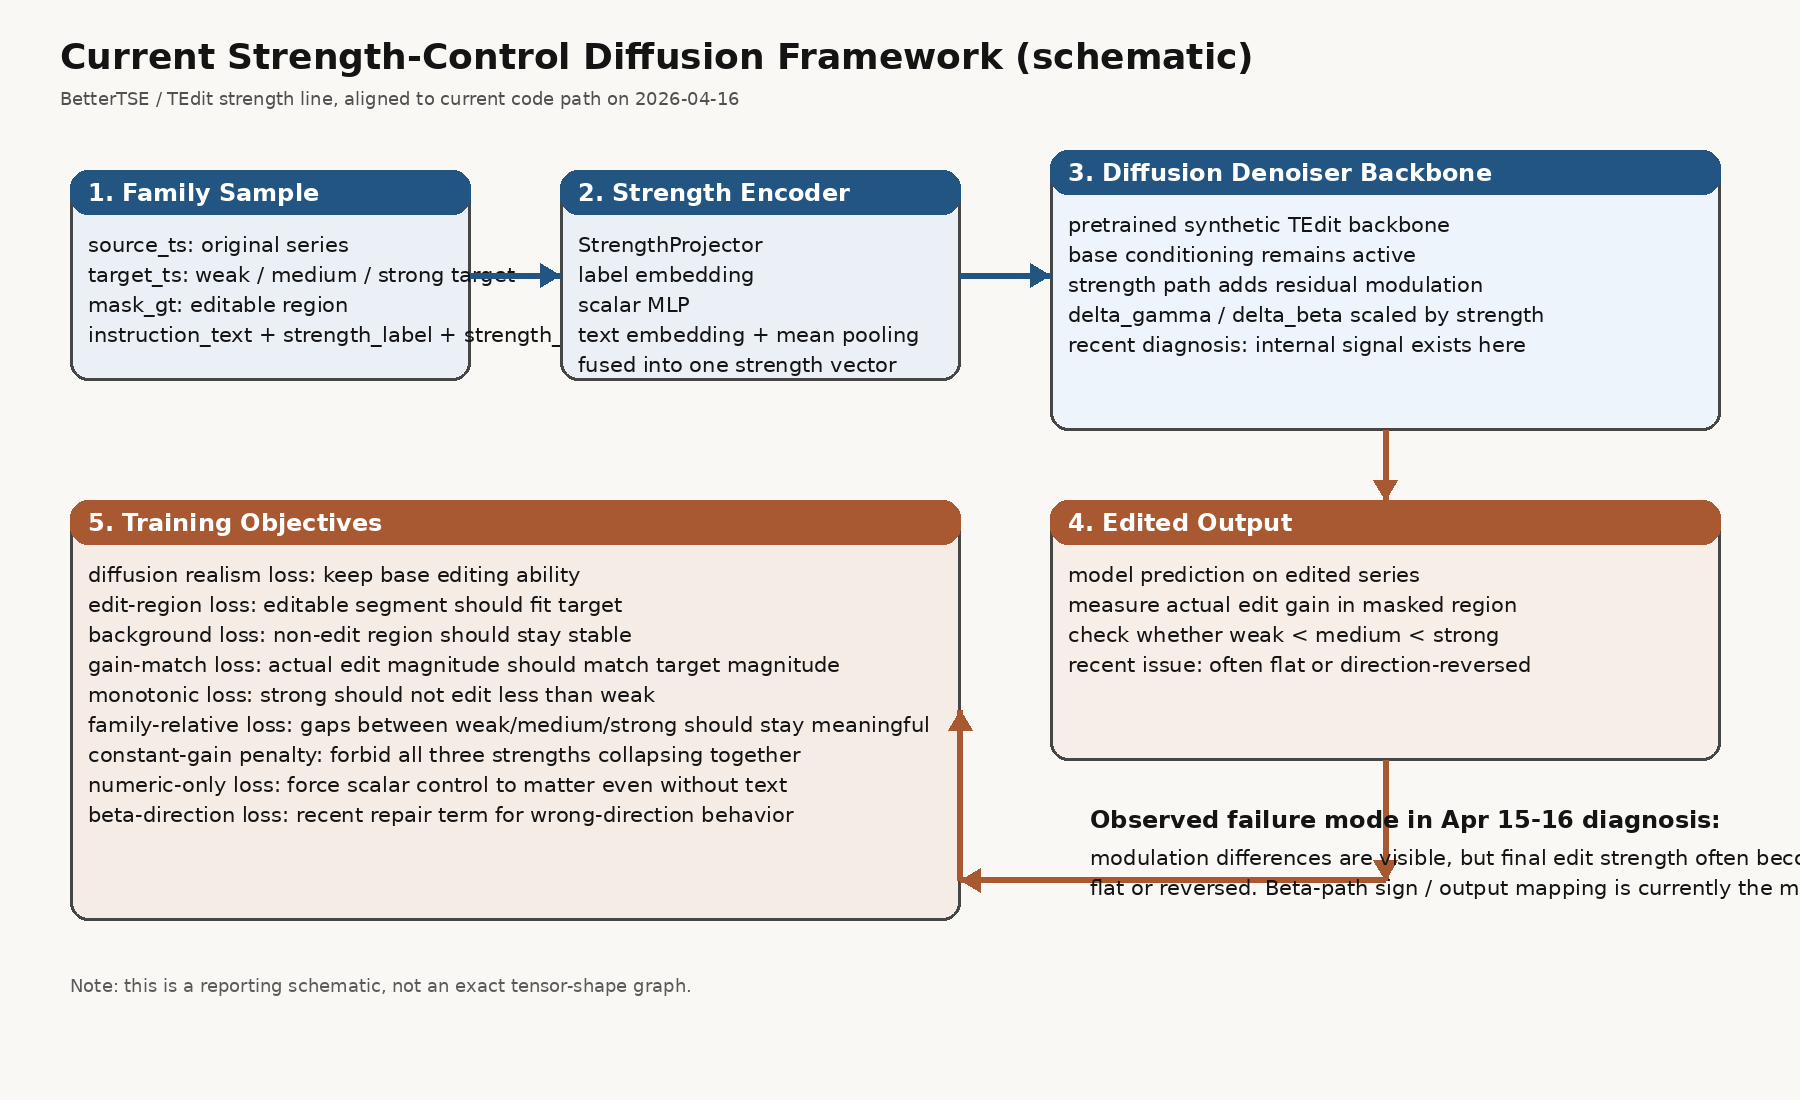 Current Strength-Control Diffusion Framework (schematic)
BetterTSE / TEdit strength line, aligned to current code path on 2026-04-16
1. Family Sample
source_ts: original series
target_ts: weak / medium / strong target
mask_gt: editable region
instruction_text + strength_label + strength_
2. Strength Encoder
StrengthProjector
label embedding
scalar MLP
text embedding + mean pooling
fused into one strength vector
3. Diffusion Denoiser Backbone
pretrained synthetic TEdit backbone
base conditioning remains active
strength path adds residual modulation
delta_gamma / delta_beta scaled by strength
recent diagnosis: internal signal exists here
4. Edited Output
model prediction on edited series
measure actual edit gain in masked region
check whether weak < medium < strong
recent issue: often flat or direction-reversed
5. Training Objectives
diffusion realism loss: keep base editing ability
edit-region loss: editable segment should fit target
background loss: non-edit region should stay stable
gain-match loss: actual edit magnitude should match target magnitude
monotonic loss: strong should not edit less than weak
family-relative loss: gaps between weak/medium/strong should stay meaningful
constant-gain penalty: forbid all three strengths collapsing together
numeric-only loss: force scalar control to matter even without text
beta-direction loss: recent repair term for wrong-direction behavior
Observed failure mode in Apr 15-16 diagnosis:
modulation differences are visible, but final edit strength often
flat or reversed. Beta-path sign / output mapping is currently the
Note: this is a reporting schematic, not an exact tensor-shape graph.